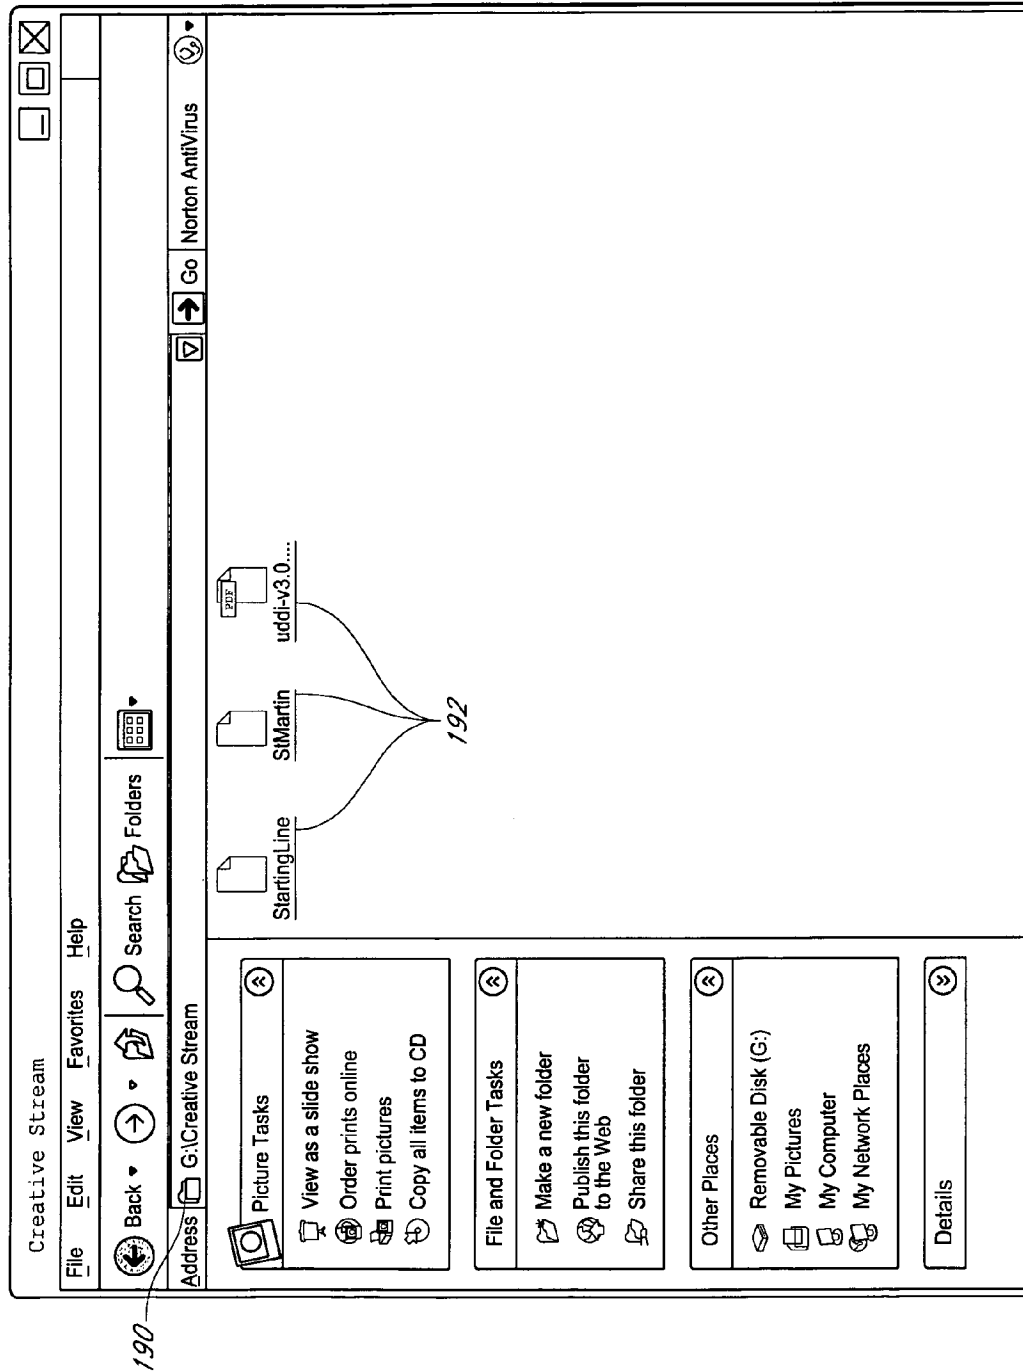 Creative Stream
File Edit View Favorites Help
Back Search Folders
Address G:\Creative Stream Go Norton AntiVirus
190
Picture Tasks
View as a slide show
Order prints online
Print pictures
Copy all items to CD
File and Folder Tasks
Make a new folder
Publish this folder
to the Web
Share this folder
Other Places
Removable Disk (G:)
My Pictures
My Computer
My Network Places
Details
PDF
StartingLine StMartin uddi-v3.0....
192